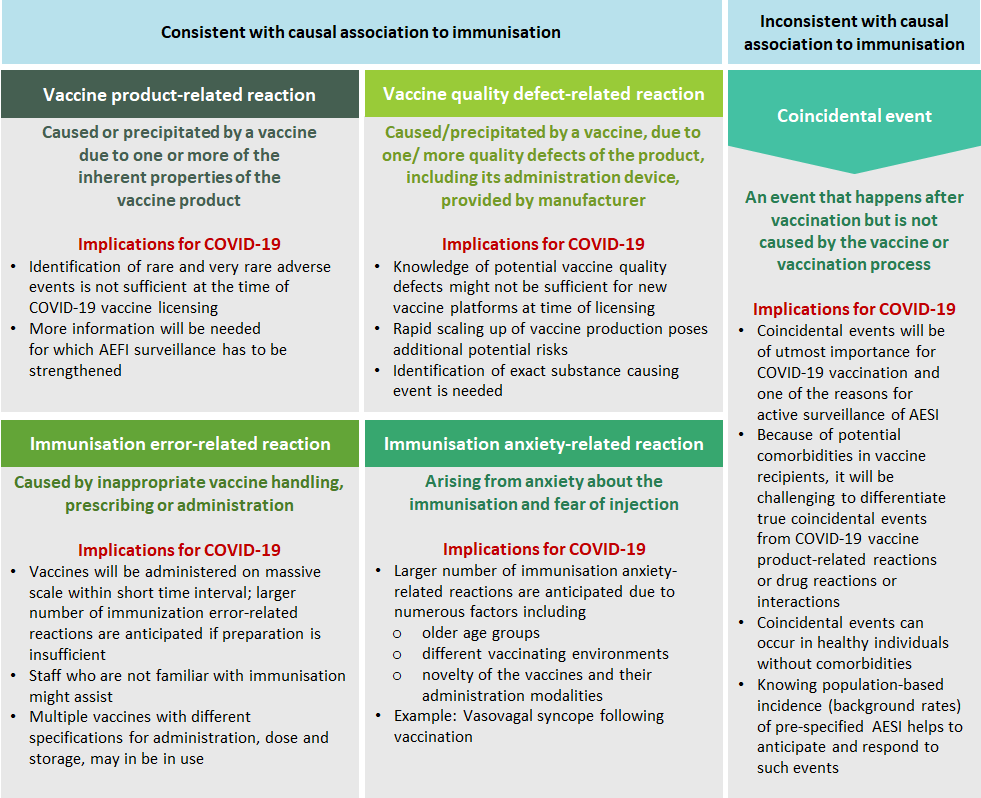 Consistent with causal association to immunisation
Inconsistent with causal
association to immunisation
Vaccine product-related reaction
Caused or precipitated by a vaccine
due to one or more of the
inherent properties of the
vaccine product
Implications for COVID-19
• Identification of rare and very rare adverse
events is not sufficient at the time of
COVID-19 vaccine licensing
• More information will be needed
for which AEFI surveillance has to be
strengthened
Vaccine quality defect-related reaction
Caused/precipitated by a vaccine, due to
one/ more quality defects of the product,
including its administration device,
provided by manufacturer
Implications for COVID-19
• Knowledge of potential vaccine quality
defects might not be sufficient for new
vaccine platforms at time of licensing
• Rapid scaling up of vaccine production poses
additional potential risks
• Identification of exact substance causing
event is needed
Immunisation error-related reaction
Caused by inappropriate vaccine handling,
prescribing or administration
Implications for COVID-19
• Vaccines will be administered on massive
scale within short time interval; larger
number of immunization error-related
reactions are anticipated if preparation is
insufficient
• Staff who are not familiar with immunisation
might assist
• Multiple vaccines with different
specifications for administration, dose and
storage, may in be in use
Immunisation anxiety-related reaction
Arising from anxiety about the
immunisation and fear of injection
Implications for COVID-19
• Larger number of immunisation anxiety-
related reactions are anticipated due to
numerous factors including
o older age groups
o different vaccinating environments
o novelty of the vaccines and their
administration modalities
• Example: Vasovagal syncope following
vaccination
Coincidental event
An event that happens after
vaccination but is not
caused by the vaccine or
vaccination process
Implications for COVID-19
• Coincidental events will be
of utmost importance for
COVID-19 vaccination and
one of the reasons for
active surveillance of AESI
• Because of potential
comorbidities in vaccine
recipients, it will be
challenging to differentiate
true coincidental events
from COVID-19 vaccine
product-related reactions
or drug reactions or
interactions
• Coincidental events can
occur in healthy individuals
without comorbidities
• Knowing population-based
incidence (background rates)
of pre-specified AESI helps to
anticipate and respond to
such events